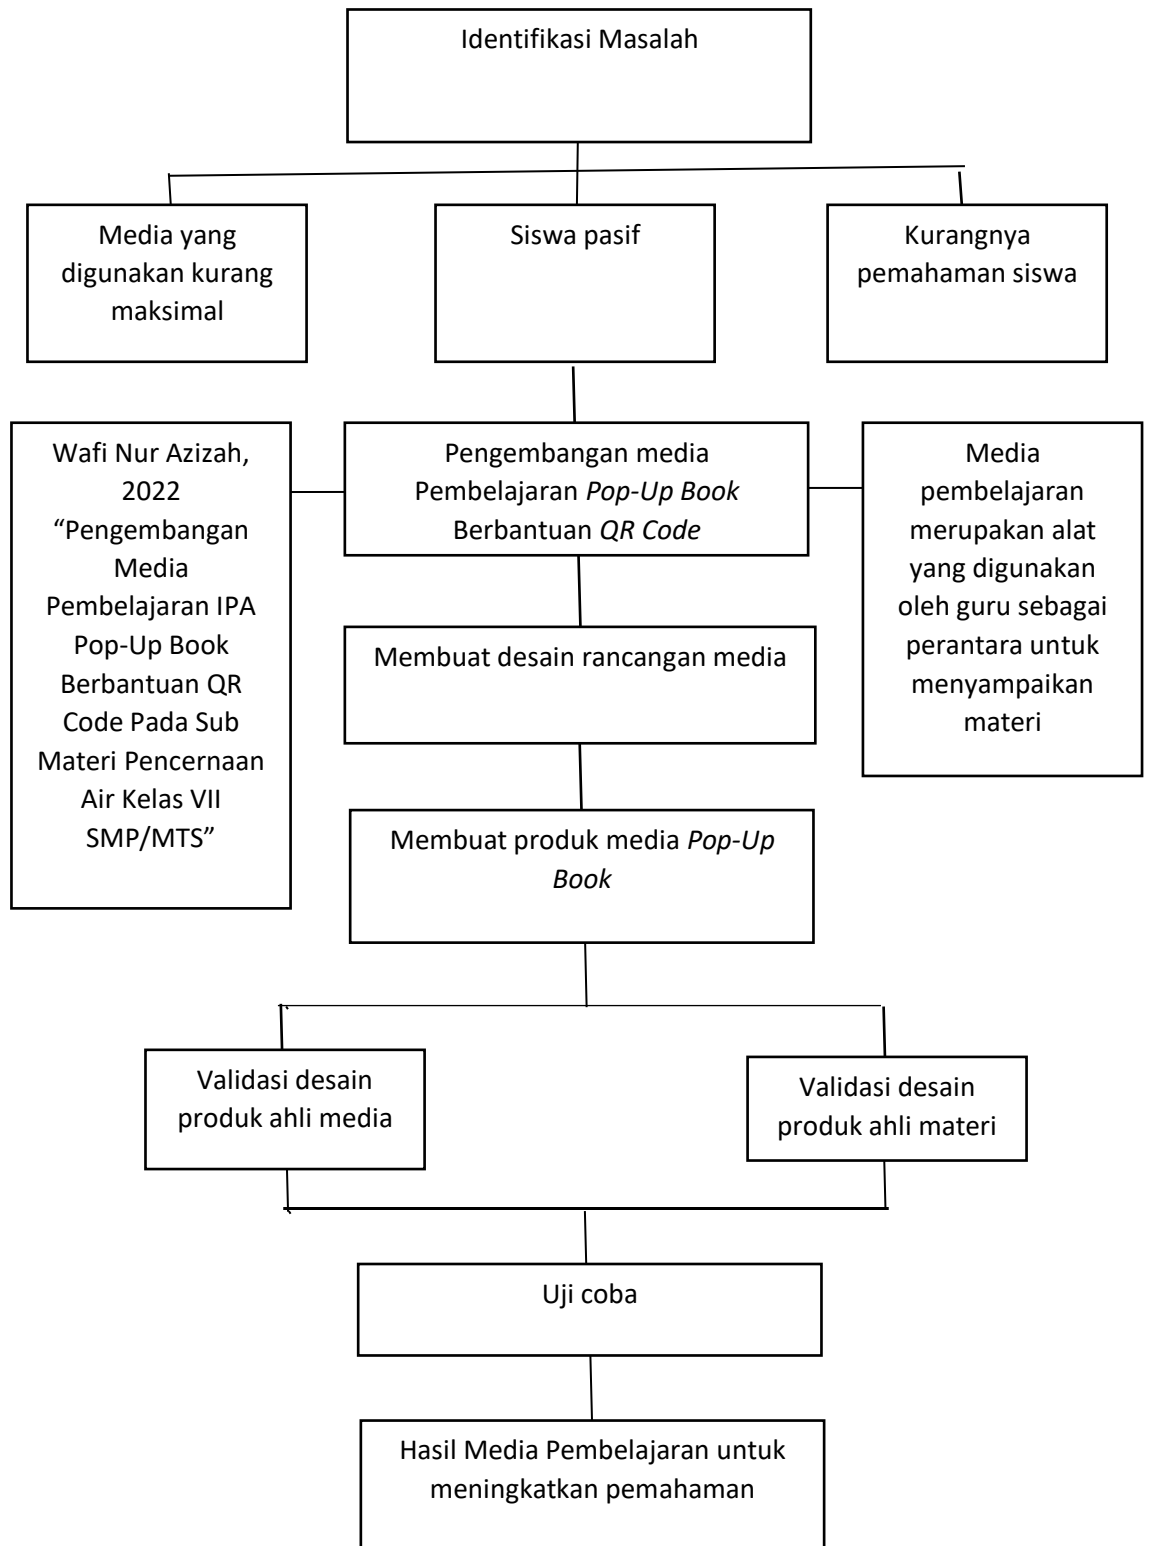 Identifikasi Masalah
Media yang
digunakan kurang
maksimal
Siswa pasif
Kurangnya
pemahaman siswa
Wafi Nur Azizah,
2022
“Pengembangan
Media
Pembelajaran IPA
Pop-Up Book
Berbantuan QR
Code Pada Sub
Materi Pencernaan
Air Kelas VII
SMP/MTS”
Pengembangan media
Pembelajaran Pop-Up Book
Berbantuan QR Code
Media
pembelajaran
merupakan alat
yang digunakan
oleh guru sebagai
perantara untuk
menyampaikan
materi
Membuat desain rancangan media
Membuat produk media Pop-Up
Book
Validasi desain
produk ahli media
Validasi desain
produk ahli materi
Uji coba
Hasil Media Pembelajaran untuk
meningkatkan pemahaman